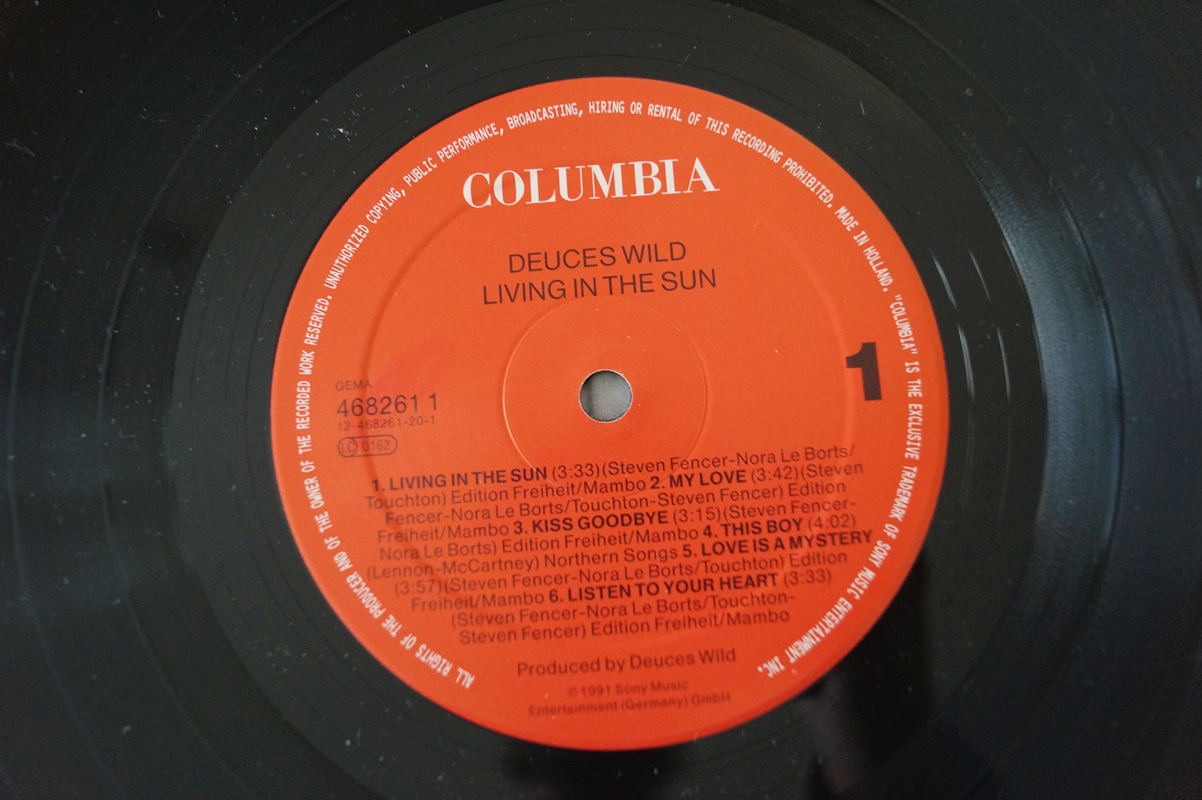 ALL RIGHTS OF THE PRODUCER AND OF THE OWNER OF THE RECORDED WORK RESERVED. UNAUTHORIZED COPYING, PUBLIC PERFORMANCE, BROADCASTING, HIRING OR RENTAL OF THIS RECORDING PROHIBITED. MADE IN HOLLAND. "COLUMBIA" IS THE EXCLUSIVE TRADEMARK OF SONY MUSIC ENTERTAINMENT INC.
COLUMBIA
DEUCES WILD
LIVING IN THE SUN
1
GEMA
468261 1
12-468261-20-1
LC 0162
1. LIVING IN THE SUN (3:33)(Steven Fencer-Nora Le Borts/
Touchton) Edition Freiheit/Mambo 2. MY LOVE (3:42)(Steven
Fencer-Nora Le Borts/Touchton-Steven Fencer) Edition
Freiheit/Mambo 3. KISS GOODBYE (3:15)(Steven Fencer-
Nora Le Borts) Edition Freiheit/Mambo 4. THIS BOY (4:02)
(Lennon-McCartney) Northern Songs 5. LOVE IS A MYSTERY
(3:57)(Steven Fencer-Nora Le Borts/Touchton) Edition
Freiheit/Mambo 6. LISTEN TO YOUR HEART (3:33)
(Steven Fencer-Nora Le Borts/Touchton-
Steven Fencer) Edition Freiheit/Mambo
Produced by Deuces Wild
℗ 1991 Sony Music
Entertainment (Germany) GmbH